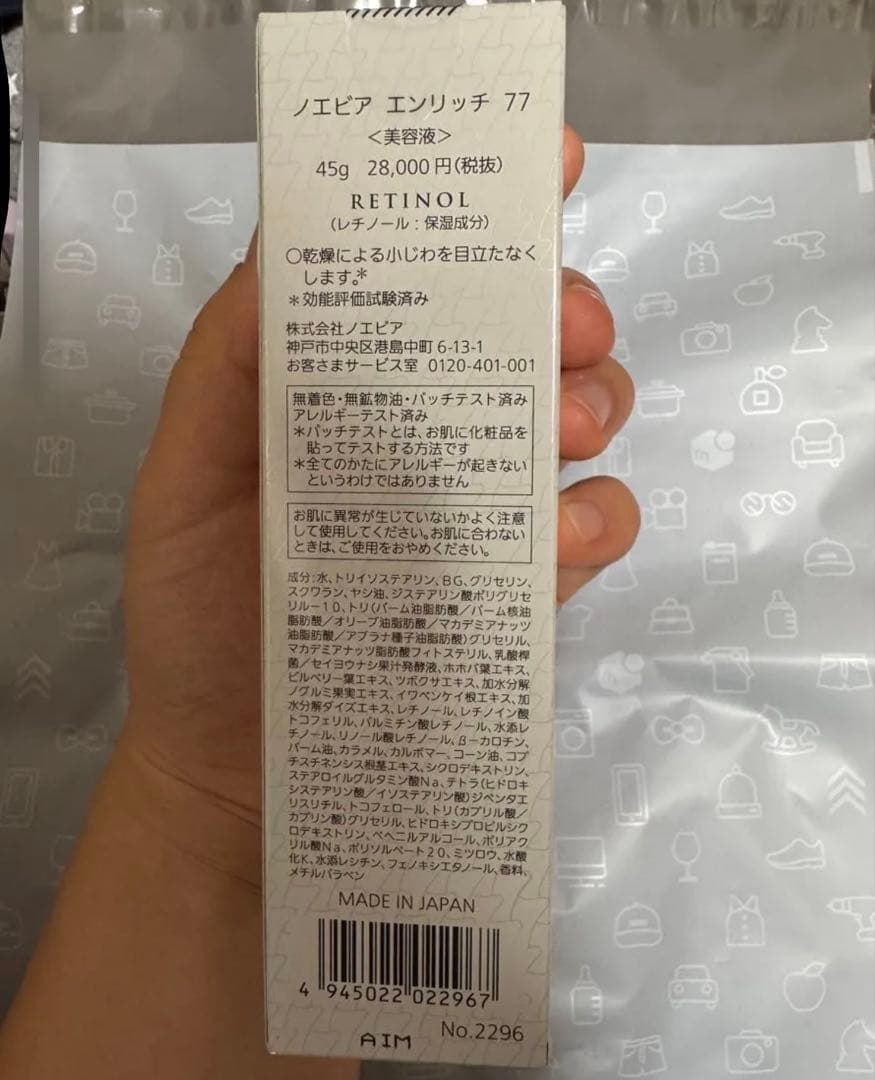 ノエビア エンリッチ 77
＜美容液＞
45g 28,000円(税抜)
RETINOL
(レチノール：保湿成分)
○乾燥による小じわを目立たなく
します。＊
＊効能評価試験済み
株式会社ノエビア
神戸市中央区港島中町 6-13-1
お客さまサービス室 0120-401-001
無着色・無鉱物油・パッチテスト済み
アレルギーテスト済み
＊パッチテストとは、お肌に化粧品を
貼ってテストする方法です
＊全てのかたにアレルギーが起きない
というわけではありません
お肌に異常が生じていないかよく注意
して使用してください。お肌に合わない
ときは、ご使用をおやめください。
成分：水、トリイソステアリン、BG、グリセリン、
スクワラン、ヤシ油、ジステアリン酸ポリグリセ
リル－10、トリ(パーム油脂肪酸／パーム核油
脂肪酸／オリーブ油脂肪酸／マカデミアナッツ
油脂肪酸／アブラナ種子油脂肪酸)グリセリル、
マカデミアナッツ脂肪酸フィトステリル、乳酸桿
菌／セイヨウナシ果汁発酵液、ホホバ葉エキス、
ビルベリー葉エキス、ツボクサエキス、加水分解
ノグルミ果実エキス、イワベンケイ根エキス、加
水分解ダイズエキス、レチノール、レチノイン酸
トコフェリル、パルミチン酸レチノール、水添レ
チノール、リノール酸レチノール、β－カロチン、
パーム油、カラメル、カルボマー、コーン油、コプ
チスチネンシス根茎エキス、シクロデキストリン、
ステアロイルグルタミン酸Na、テトラ(ヒドロキ
システアリン酸／イソステアリン酸)ジペンタエ
リスリチル、トコフェロール、トリ(カプリル酸／
カプリン酸)グリセリル、ヒドロキシプロピルシク
ロデキストリン、ベヘニルアルコール、ポリアク
リル酸Na、ポリソルベート20、ミツロウ、水酸
化K、水添レシチン、フェノキシエタノール、香料、
メチルパラベン
MADE IN JAPAN
4 945022 022967
No.2296
AIM